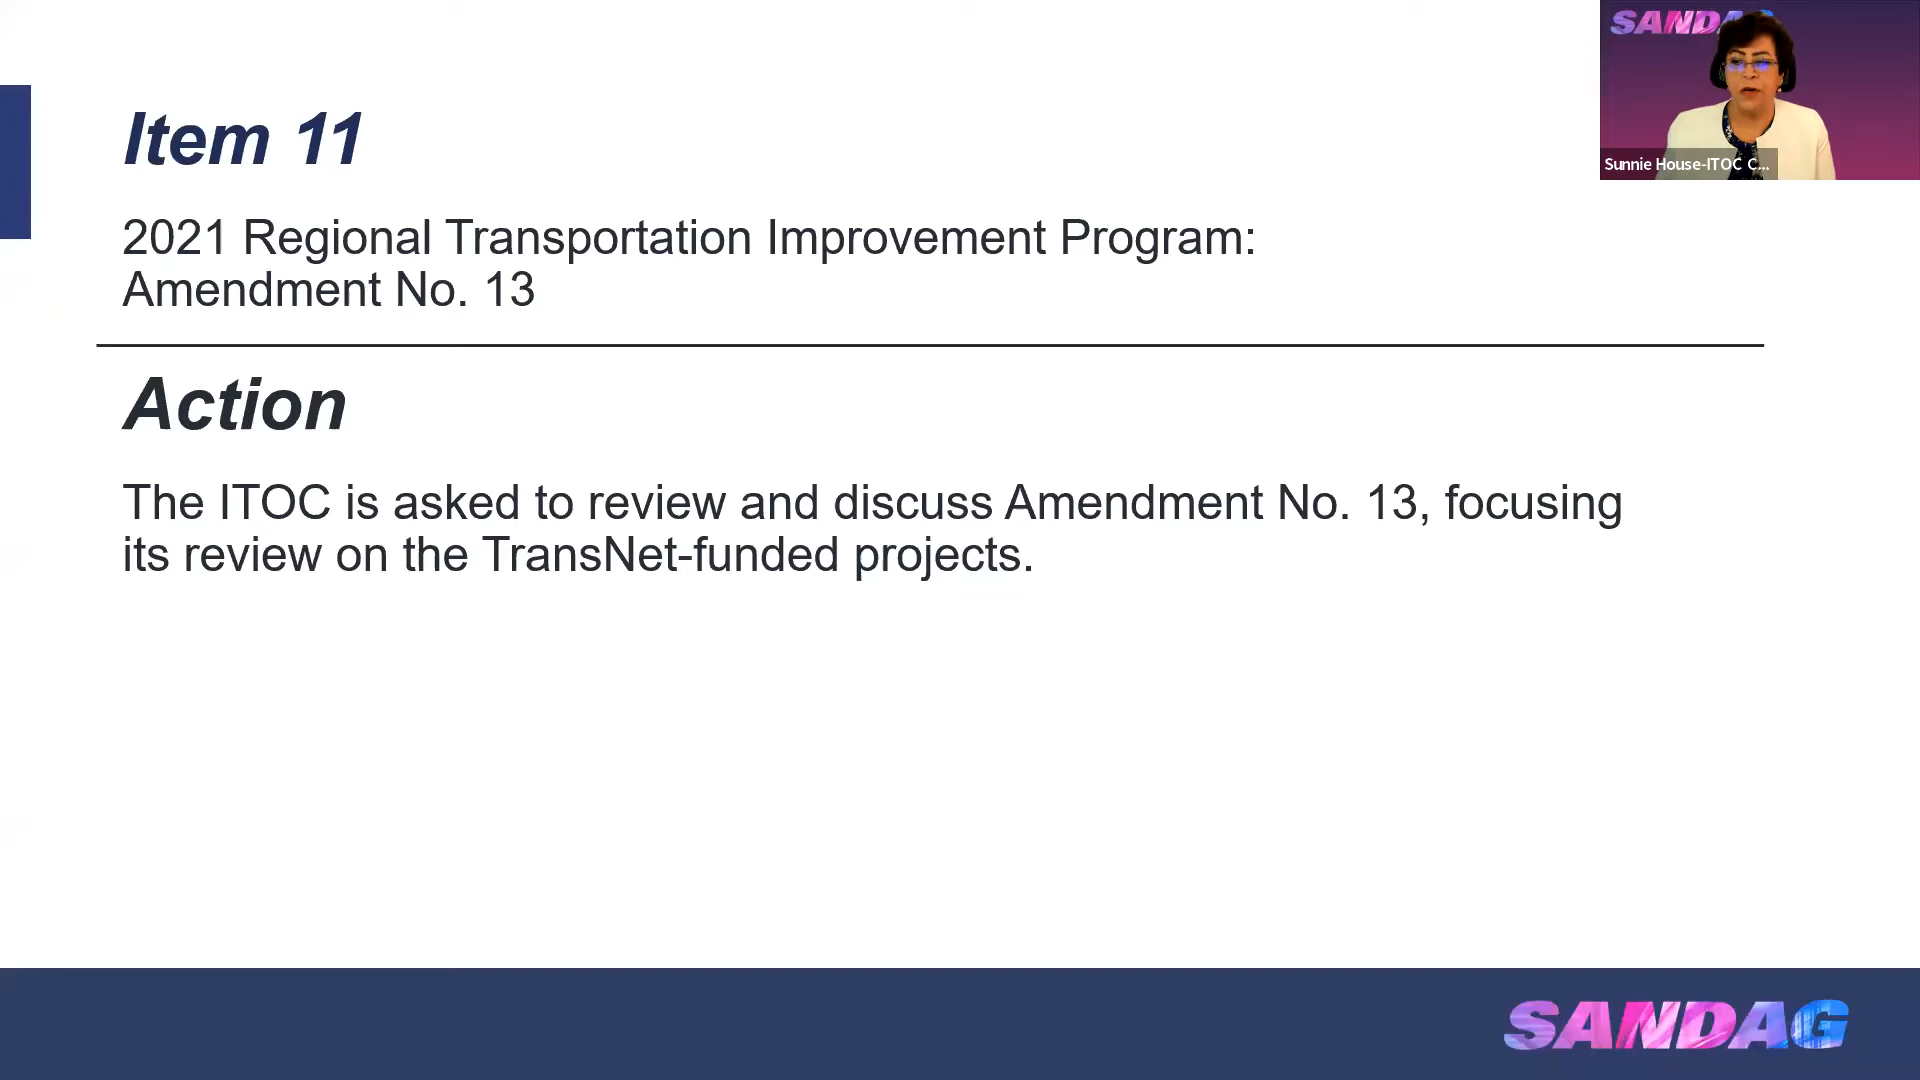 SANDAG
Sunnie House-ITOC C...
Item 11
2021 Regional Transportation Improvement Program:
Amendment No. 13
Action
The ITOC is asked to review and discuss Amendment No. 13, focusing
its review on the TransNet-funded projects.
SANDAG